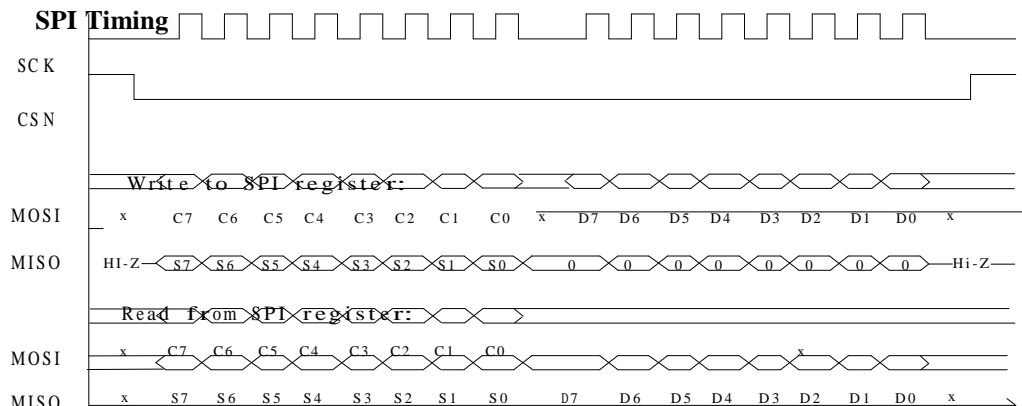 SPI Timing
SCK
CSN
Write to SPI register:
MOSI x C7 C6 C5 C4 C3 C2 C1 C0 x D7 D6 D5 D4 D3 D2 D1 D0 x
MISO HI-Z S7 S6 S5 S4 S3 S2 S1 S0 0 0 0 0 0 0 0 0 Hi-Z
Read from SPI register:
MOSI x C7 C6 C5 C4 C3 C2 C1 C0 x
MISO x S7 S6 S5 S4 S3 S2 S1 S0 D7 D6 D5 D4 D3 D2 D1 D0 x